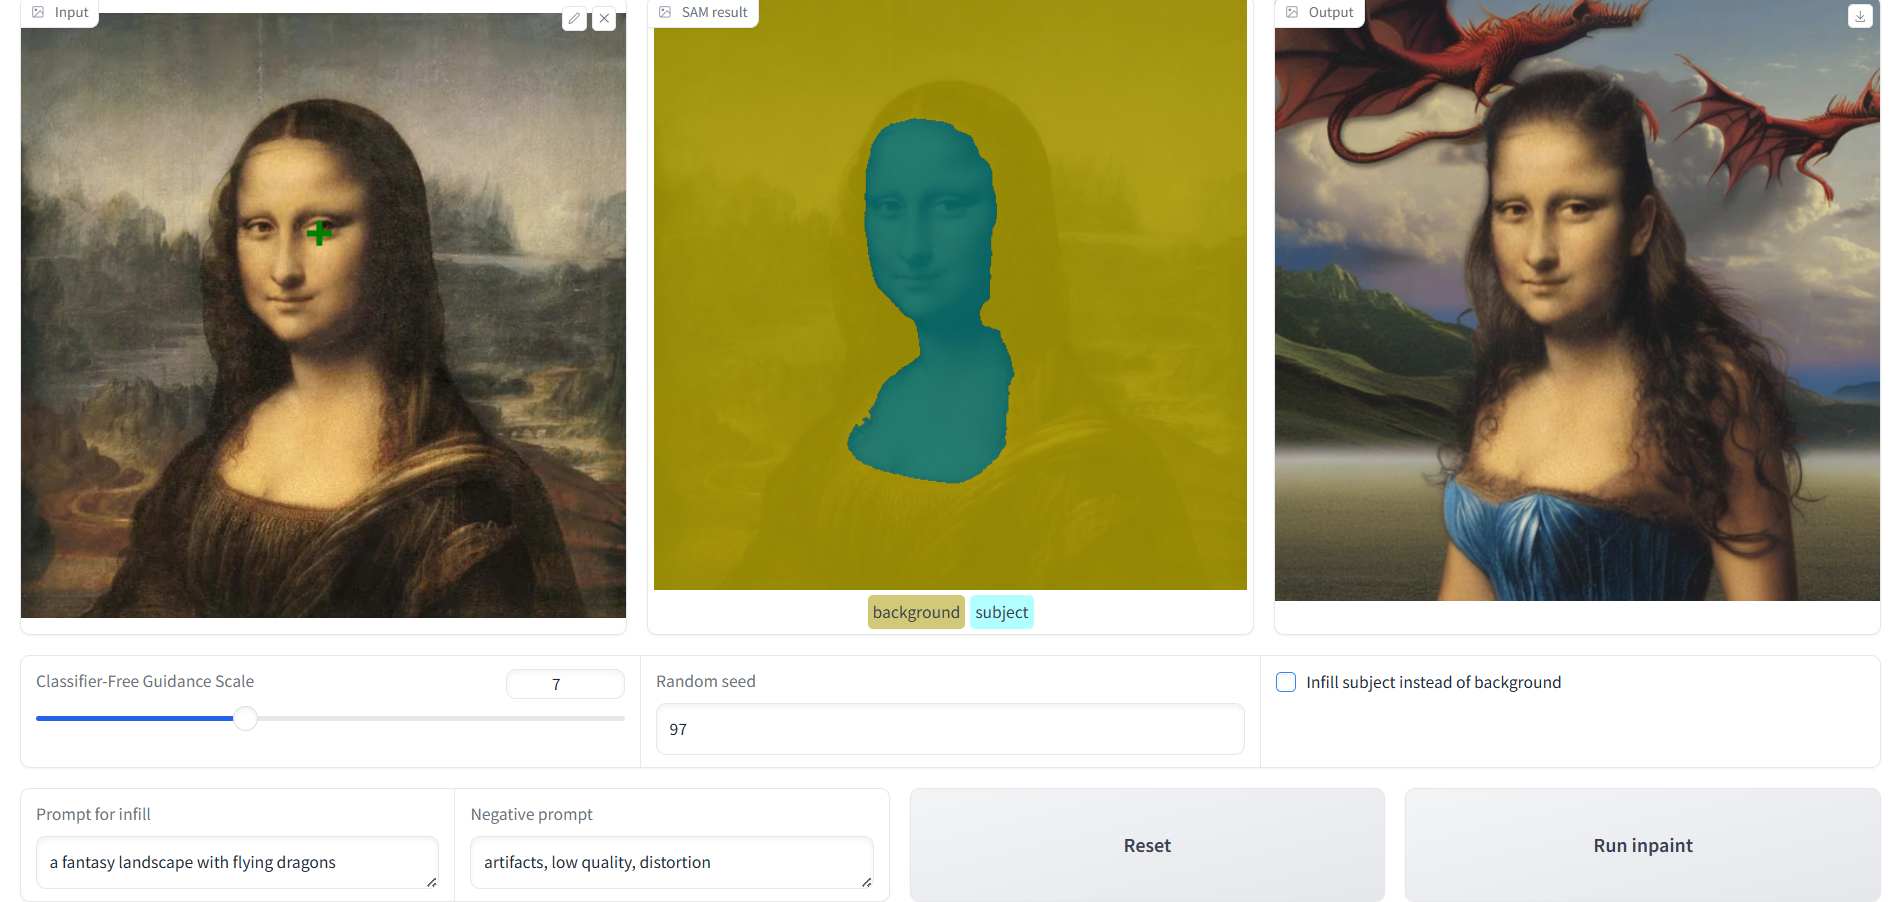 Input
SAM result
Output
background subject
Classifier-Free Guidance Scale
7
Random seed
97
Infill subject instead of background
Prompt for infill
a fantasy landscape with flying dragons
Negative prompt
artifacts, low quality, distortion
Reset
Run inpaint